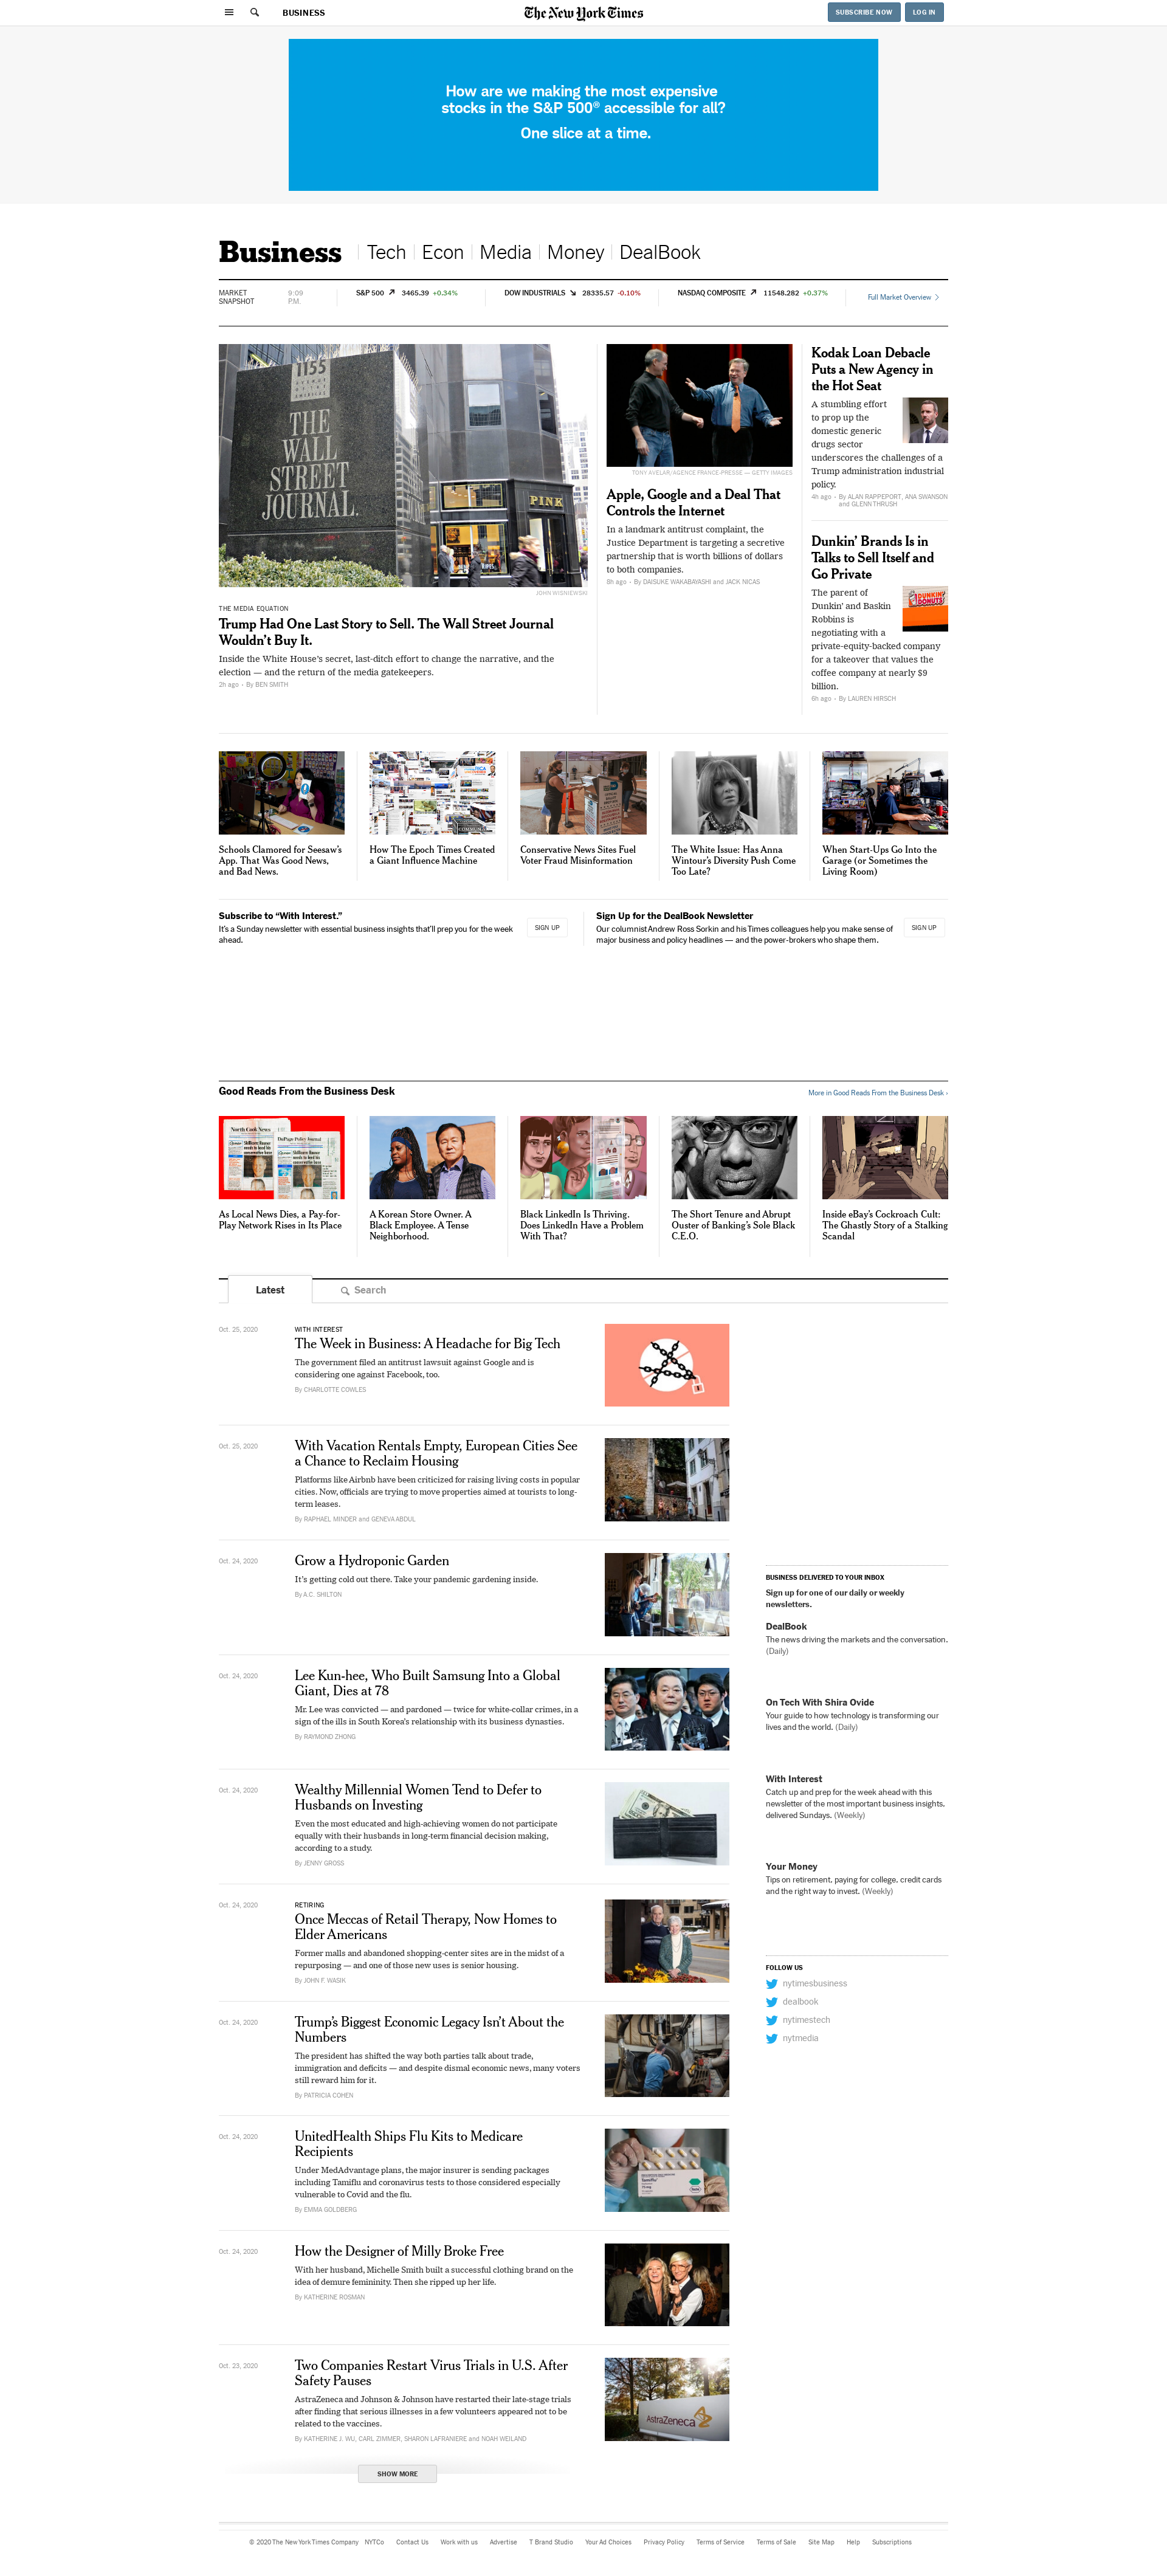 BUSINESS
The New York Times
SUBSCRIBE NOW
LOG IN
How are we making the most expensive
stocks in the S&P 500® accessible for all?
One slice at a time.
Business
Tech
Econ
Media
Money
DealBook
MARKET
SNAPSHOT
9:09
P.M.
S&P 500 3465.39 +0.34%
DOW INDUSTRIALS 28335.57 -0.10%
NASDAQ COMPOSITE 11548.282 +0.37%
Full Market Overview
1155
AVENUE
OF THE
AMERICAS
THE
WALL
STREET
JOURNAL.
PINK
JOHN WISNIEWSKI
THE MEDIA EQUATION
Trump Had One Last Story to Sell. The Wall Street Journal
Wouldn’t Buy It.
Inside the White House’s secret, last-ditch effort to change the narrative, and the
election — and the return of the media gatekeepers.
2h ago • By BEN SMITH
TONY AVELAR/AGENCE FRANCE-PRESSE — GETTY IMAGES
Apple, Google and a Deal That
Controls the Internet
In a landmark antitrust complaint, the
Justice Department is targeting a secretive
partnership that is worth billions of dollars
to both companies.
8h ago • By DAISUKE WAKABAYASHI and JACK NICAS
Kodak Loan Debacle
Puts a New Agency in
the Hot Seat
A stumbling effort
to prop up the
domestic generic
drugs sector
underscores the challenges of a
Trump administration industrial
policy.
4h ago • By ALAN RAPPEPORT, ANA SWANSON
and GLENN THRUSH
Dunkin’ Brands Is in
Talks to Sell Itself and
Go Private
The parent of
Dunkin’ and Baskin
Robbins is
negotiating with a
private-equity-backed company
for a takeover that values the
coffee company at nearly $9
billion.
DUNKIN'
DONUTS
6h ago • By LAUREN HIRSCH
Schools Clamored for Seesaw’s
App. That Was Good News,
and Bad News.
How The Epoch Times Created
a Giant Influence Machine
Conservative News Sites Fuel
Voter Fraud Misinformation
The White Issue: Has Anna
Wintour’s Diversity Push Come
Too Late?
When Start-Ups Go Into the
Garage (or Sometimes the
Living Room)
Subscribe to “With Interest.”
It’s a Sunday newsletter with essential business insights that’ll prep you for the week
ahead.
SIGN UP
Sign Up for the DealBook Newsletter
Our columnist Andrew Ross Sorkin and his Times colleagues help you make sense of
major business and policy headlines — and the power-brokers who shape them.
SIGN UP
Good Reads From the Business Desk
More in Good Reads From the Business Desk ›
North Cook News
DuPage Policy Journal
As Local News Dies, a Pay-for-
Play Network Rises in Its Place
A Korean Store Owner. A
Black Employee. A Tense
Neighborhood.
Black LinkedIn Is Thriving.
Does LinkedIn Have a Problem
With That?
The Short Tenure and Abrupt
Ouster of Banking’s Sole Black
C.E.O.
Inside eBay’s Cockroach Cult:
The Ghastly Story of a Stalking
Scandal
Latest
Search
Oct. 25, 2020
WITH INTEREST
The Week in Business: A Headache for Big Tech
The government filed an antitrust lawsuit against Google and is
considering one against Facebook, too.
By CHARLOTTE COWLES
Oct. 25, 2020
With Vacation Rentals Empty, European Cities See
a Chance to Reclaim Housing
Platforms like Airbnb have been criticized for raising living costs in popular
cities. Now, officials are trying to move properties aimed at tourists to long-
term leases.
By RAPHAEL MINDER and GENEVA ABDUL
Oct. 24, 2020
Grow a Hydroponic Garden
It’s getting cold out there. Take your pandemic gardening inside.
By A.C. SHILTON
Oct. 24, 2020
Lee Kun-hee, Who Built Samsung Into a Global
Giant, Dies at 78
Mr. Lee was convicted — and pardoned — twice for white-collar crimes, in a
sign of the ills in South Korea’s relationship with its business dynasties.
By RAYMOND ZHONG
Oct. 24, 2020
Wealthy Millennial Women Tend to Defer to
Husbands on Investing
Even the most educated and high-achieving women do not participate
equally with their husbands in long-term financial decision making,
according to a study.
By JENNY GROSS
Oct. 24, 2020
RETIRING
Once Meccas of Retail Therapy, Now Homes to
Elder Americans
Former malls and abandoned shopping-center sites are in the midst of a
repurposing — and one of those new uses is senior housing.
By JOHN F. WASIK
Oct. 24, 2020
Trump’s Biggest Economic Legacy Isn’t About the
Numbers
The president has shifted the way both parties talk about trade,
immigration and deficits — and despite dismal economic news, many voters
still reward him for it.
By PATRICIA COHEN
Oct. 24, 2020
UnitedHealth Ships Flu Kits to Medicare
Recipients
Under MedAdvantage plans, the major insurer is sending packages
including Tamiflu and coronavirus tests to those considered especially
vulnerable to Covid and the flu.
By EMMA GOLDBERG
Oct. 24, 2020
How the Designer of Milly Broke Free
With her husband, Michelle Smith built a successful clothing brand on the
idea of demure femininity. Then she ripped up her life.
By KATHERINE ROSMAN
Oct. 23, 2020
Two Companies Restart Virus Trials in U.S. After
Safety Pauses
AstraZeneca and Johnson & Johnson have restarted their late-stage trials
after finding that serious illnesses in a few volunteers appeared not to be
related to the vaccines.
By KATHERINE J. WU, CARL ZIMMER, SHARON LAFRANIERE and NOAH WEILAND
AstraZeneca
SHOW MORE
BUSINESS DELIVERED TO YOUR INBOX
Sign up for one of our daily or weekly
newsletters.
DealBook
The news driving the markets and the conversation.
(Daily)
On Tech With Shira Ovide
Your guide to how technology is transforming our
lives and the world. (Daily)
With Interest
Catch up and prep for the week ahead with this
newsletter of the most important business insights,
delivered Sundays. (Weekly)
Your Money
Tips on retirement, paying for college, credit cards
and the right way to invest. (Weekly)
FOLLOW US
nytimesbusiness
dealbook
nytimestech
nytmedia
© 2020 The New York Times Company NYTCo Contact Us Work with us Advertise T Brand Studio Your Ad Choices Privacy Policy Terms of Service Terms of Sale Site Map Help Subscriptions